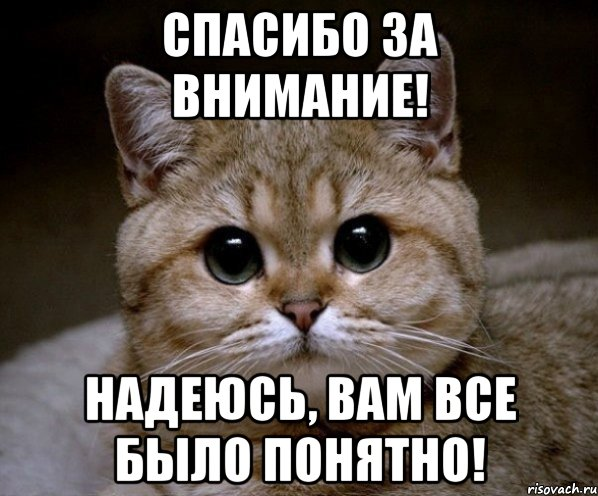 СПАСИБО ЗА
ВНИМАНИЕ!
НАДЕЮСЬ, ВАМ ВСЕ
БЫЛО ПОНЯТНО!
risovach.ru